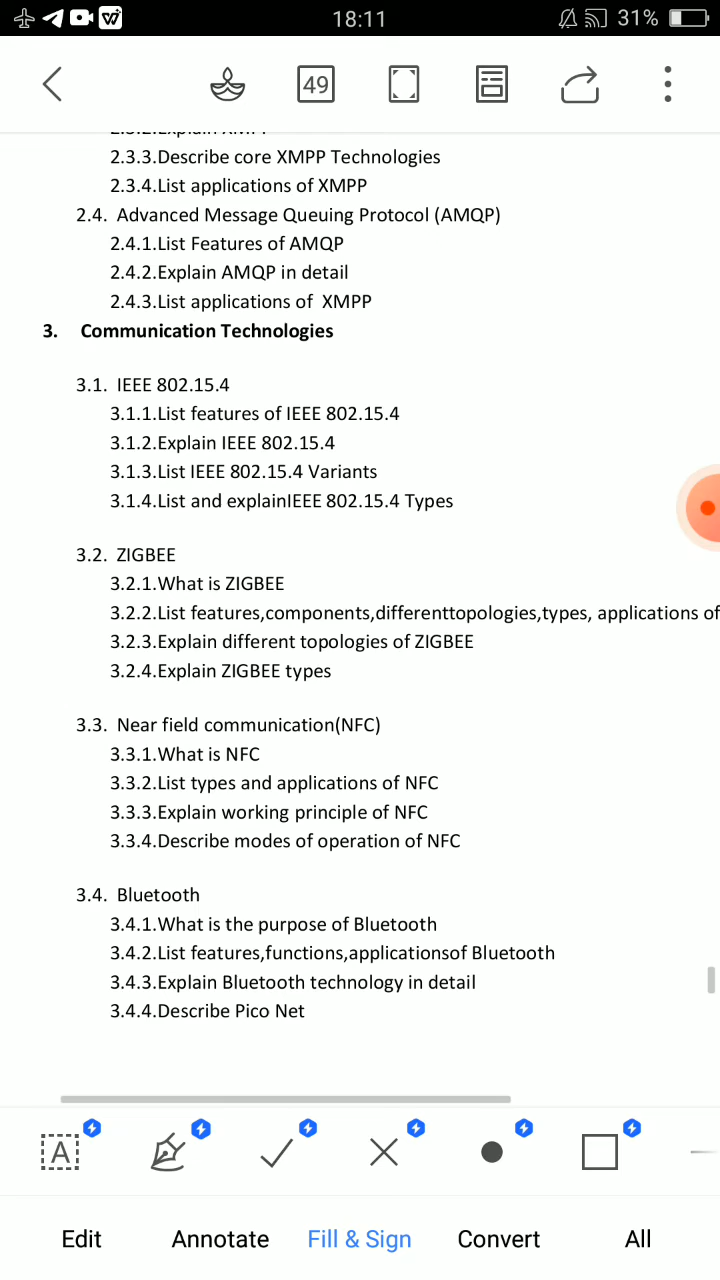 18:11
31%
49
2.3.3.Describe core XMPP Technologies
2.3.4.List applications of XMPP
2.4. Advanced Message Queuing Protocol (AMQP)
2.4.1.List Features of AMQP
2.4.2.Explain AMQP in detail
2.4.3.List applications of XMPP
3. Communication Technologies
3.1. IEEE 802.15.4
3.1.1.List features of IEEE 802.15.4
3.1.2.Explain IEEE 802.15.4
3.1.3.List IEEE 802.15.4 Variants
3.1.4.List and explainIEEE 802.15.4 Types
3.2. ZIGBEE
3.2.1.What is ZIGBEE
3.2.2.List features,components,differenttopologies,types, applications of
3.2.3.Explain different topologies of ZIGBEE
3.2.4.Explain ZIGBEE types
3.3. Near field communication(NFC)
3.3.1.What is NFC
3.3.2.List types and applications of NFC
3.3.3.Explain working principle of NFC
3.3.4.Describe modes of operation of NFC
3.4. Bluetooth
3.4.1.What is the purpose of Bluetooth
3.4.2.List features,functions,applicationsof Bluetooth
3.4.3.Explain Bluetooth technology in detail
3.4.4.Describe Pico Net
A
Edit Annotate Fill & Sign Convert All